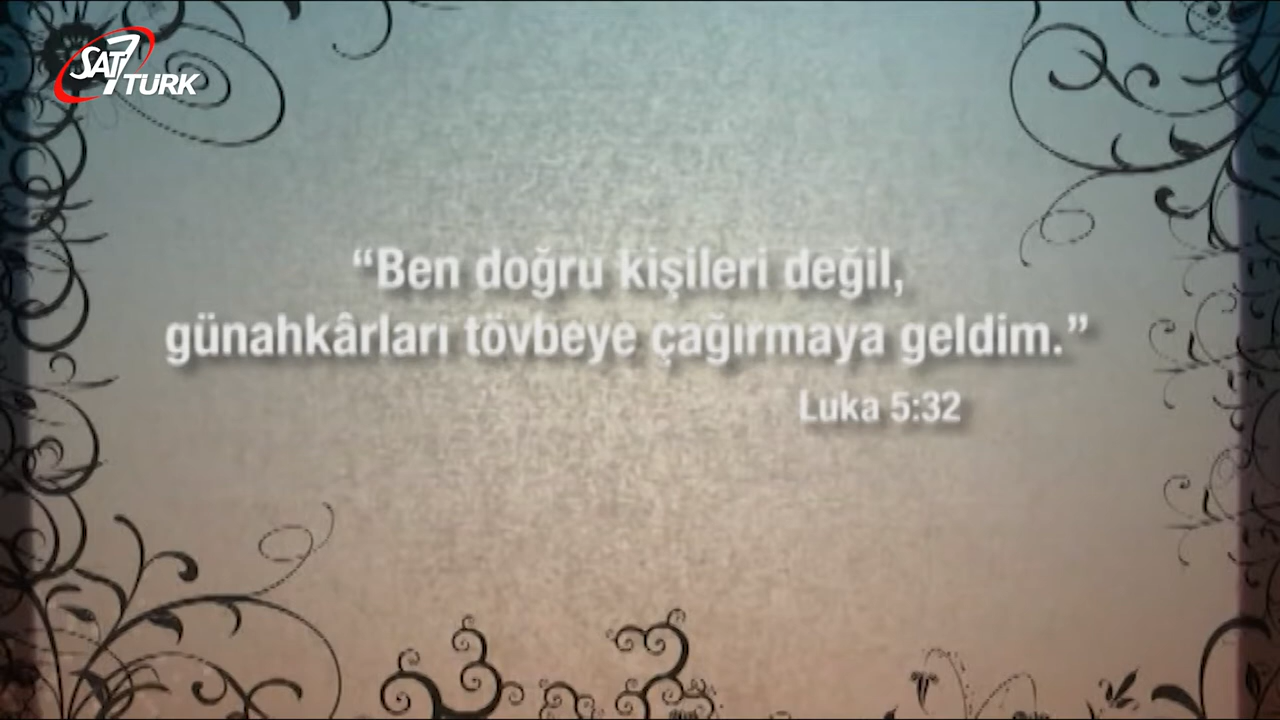 SAT7
TURK
“Ben doğru kişileri değil,
günahkârları tövbeye çağırmaya geldim.”
Luka 5:32